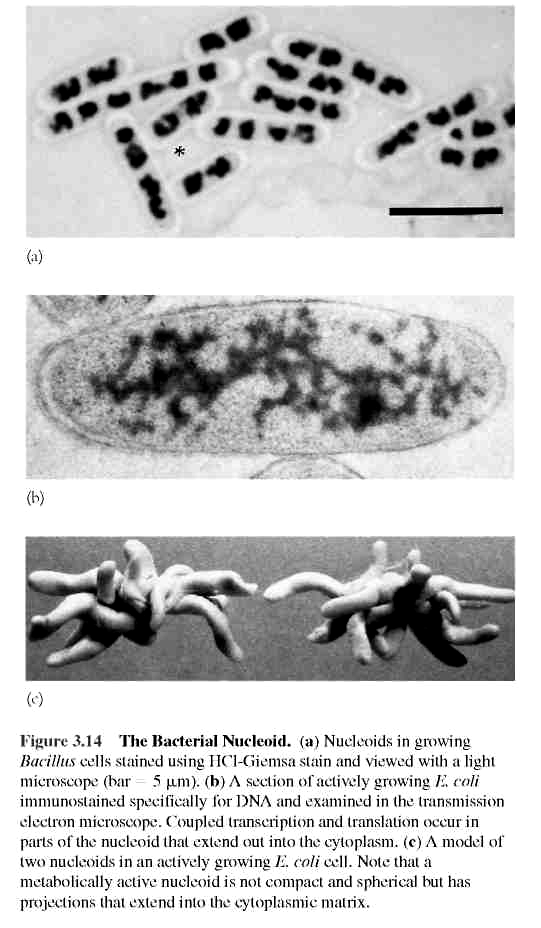 *
(a)
(b)
(c)
Figure 3.14 The Bacterial Nucleoid. (a) Nucleoids in growing
Bacillus cells stained using HCl-Giemsa stain and viewed with a light
microscope (bar = 5 μm). (b) A section of actively growing E. coli
immunostained specifically for DNA and examined in the transmission
electron microscope. Coupled transcription and translation occur in
parts of the nucleoid that extend out into the cytoplasm. (c) A model of
two nucleoids in an actively growing E. coli cell. Note that a
metabolically active nucleoid is not compact and spherical but has
projections that extend into the cytoplasmic matrix.